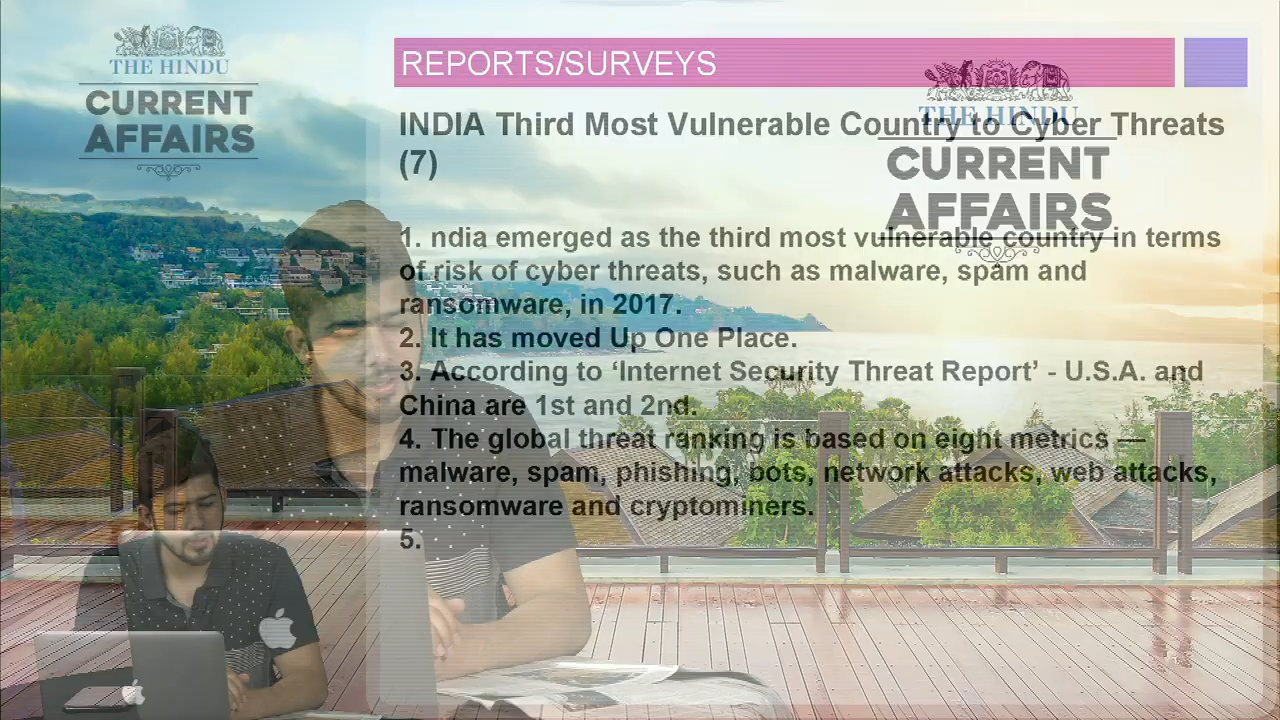 THE HINDU
CURRENT
AFFAIRS
REPORTS/SURVEYS
THE HINDU
CURRENT
AFFAIRS
INDIA Third Most Vulnerable Country to Cyber Threats
(7)
1. ndia emerged as the third most vulnerable country in terms
of risk of cyber threats, such as malware, spam and
ransomware, in 2017.
2. It has moved Up One Place.
3. According to ‘Internet Security Threat Report’ - U.S.A. and
China are 1st and 2nd.
4. The global threat ranking is based on eight metrics —
malware, spam, phishing, bots, network attacks, web attacks,
ransomware and cryptominers.
5.